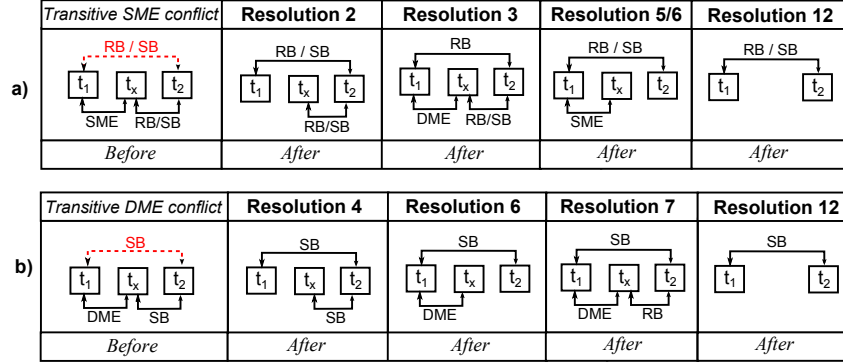 a)
Transitive SME conflict Resolution 2 Resolution 3 Resolution 5/6 Resolution 12
RB / SB RB / SB RB RB / SB RB / SB
t1 tx t2 t1 tx t2 t1 tx t2 t1 tx t2 t1 t2
SME RB/SB RB/SB DME RB/SB SME
Before After After After After
b)
Transitive DME conflict Resolution 4 Resolution 6 Resolution 7 Resolution 12
SB SB SB SB SB
t1 tx t2 t1 tx t2 t1 tx t2 t1 tx t2 t1 t2
DME SB SB DME DME RB
Before After After After After